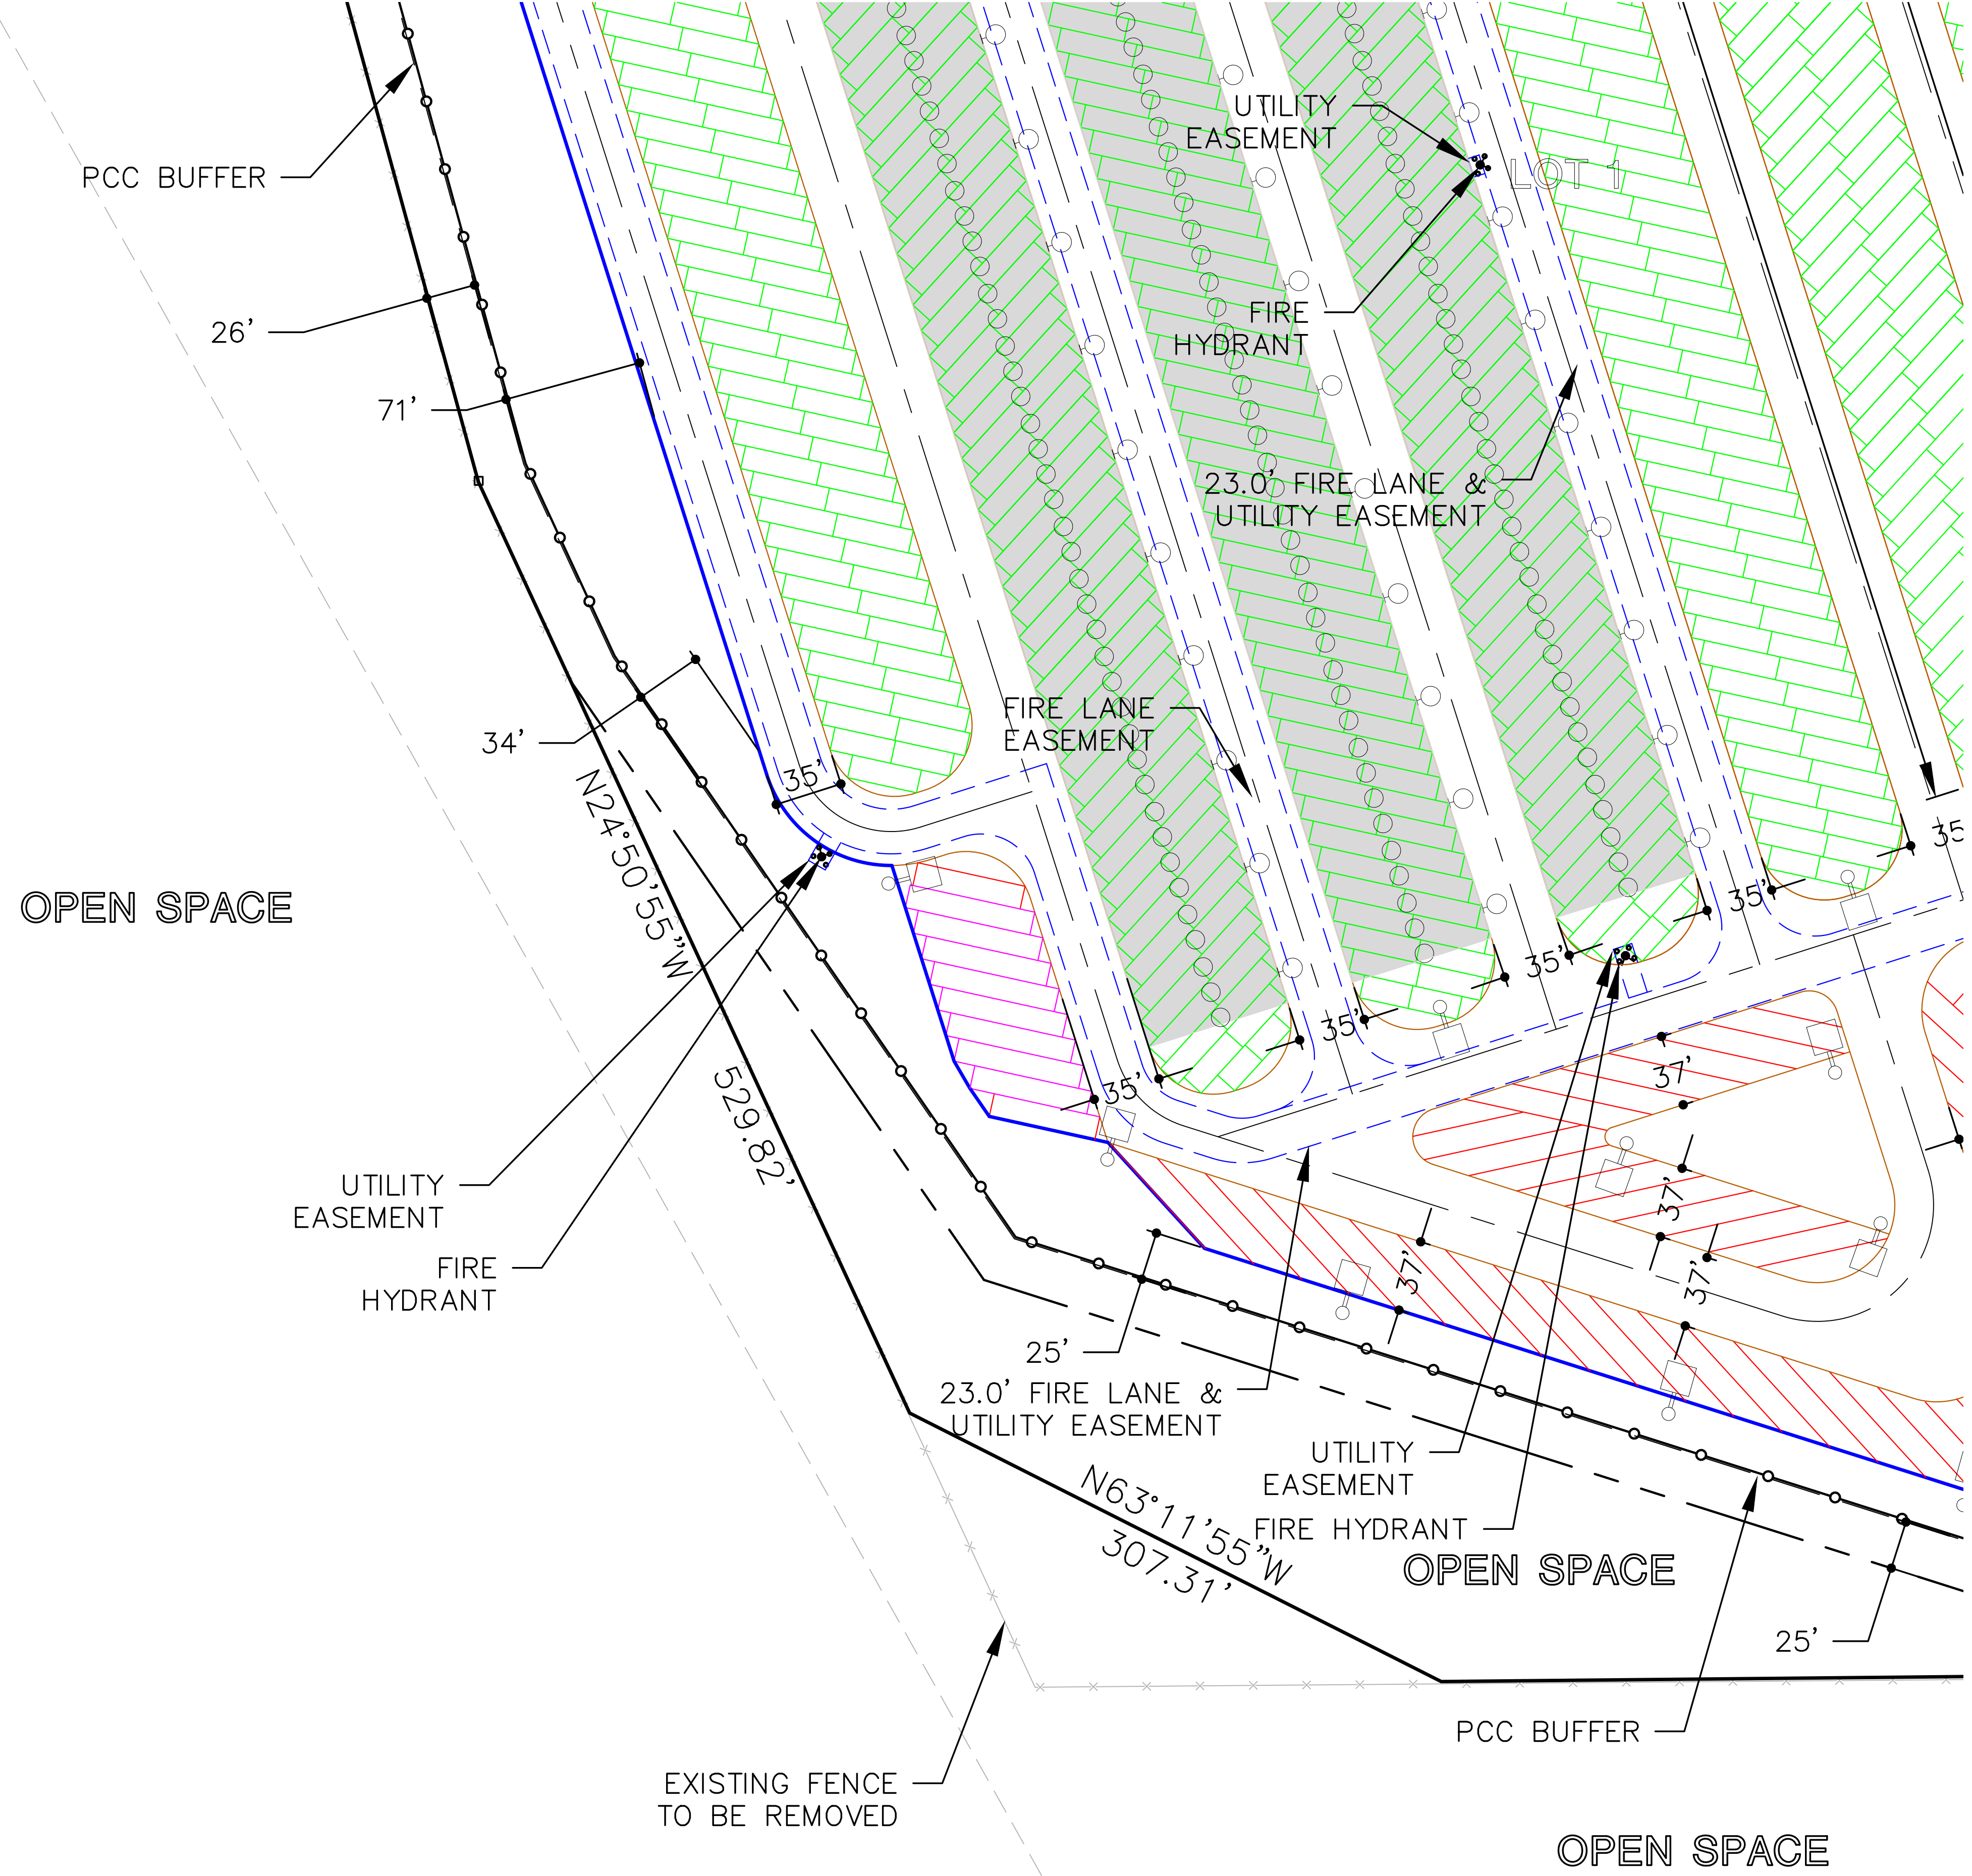 UTILITY
EASEMENT
PCC BUFFER
LOT 1
26'
FIRE
HYDRANT
71'
23.0' FIRE LANE &
UTILITY EASEMENT
FIRE LANE
EASEMENT
34'
35'
35'
N24°50'55"W
529.82'
OPEN SPACE
35'
35'
35'
35'
37'
37'
37'
37'
UTILITY
EASEMENT
FIRE
HYDRANT
25'
23.0' FIRE LANE &
UTILITY EASEMENT
UTILITY
EASEMENT
FIRE HYDRANT
N63°11'55"W
307.31'
OPEN SPACE
25'
PCC BUFFER
EXISTING FENCE
TO BE REMOVED
OPEN SPACE